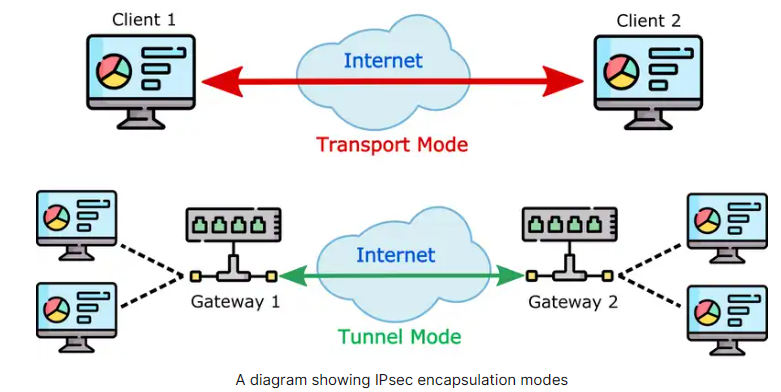 Client 1
Client 2
Internet
Transport Mode
Internet
Gateway 1
Gateway 2
Tunnel Mode
A diagram showing IPsec encapsulation modes